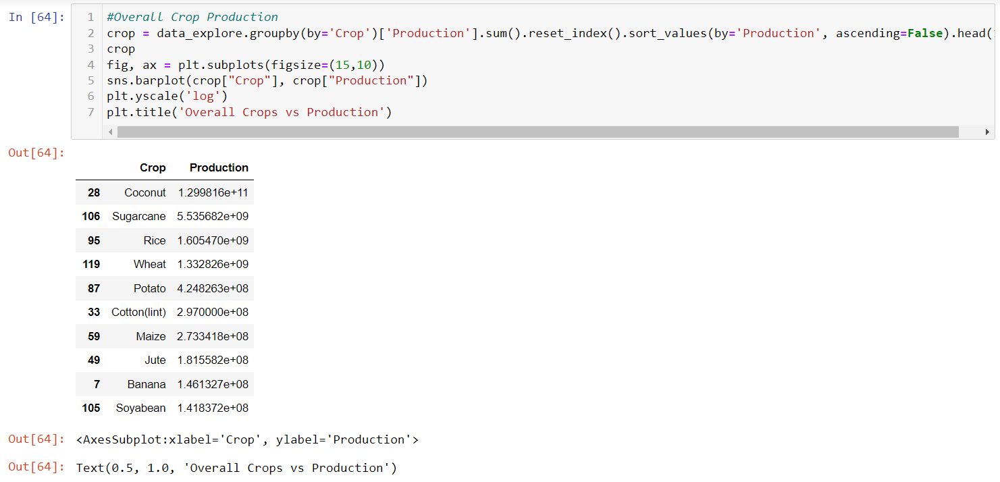 In [64]:
1 #Overall Crop Production
2 crop = data_explore.groupby(by='Crop')['Production'].sum().reset_index().sort_values(by='Production', ascending=False).head(
3 crop
4 fig, ax = plt.subplots(figsize=(15,10))
5 sns.barplot(crop["Crop"], crop["Production"])
6 plt.yscale('log')
7 plt.title('Overall Crops vs Production')
Out[64]:
Crop Production
28 Coconut 1.299816e+11
106 Sugarcane 5.535682e+09
95 Rice 1.605470e+09
119 Wheat 1.332826e+09
87 Potato 4.248263e+08
33 Cotton(lint) 2.970000e+08
59 Maize 2.733418e+08
49 Jute 1.815582e+08
7 Banana 1.461327e+08
105 Soyabean 1.418372e+08
Out[64]: <AxesSubplot:xlabel='Crop', ylabel='Production'>
Out[64]: Text(0.5, 1.0, 'Overall Crops vs Production')